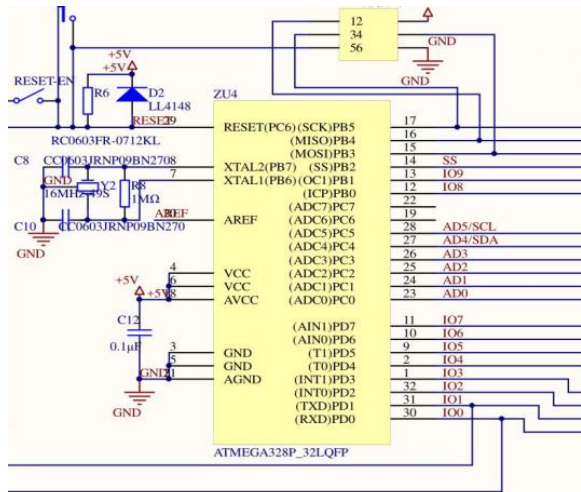 12
34
56
GND
GND
+5V
+5V
RESET-EN
R6
D2
LL4148
ZU4
RESET
29
RC0603FR-0712KL
C8
CC0603JRNP09BN270
8
7
GND
Y2
16MHz-49S
R8
1MΩ
AREF
C10
CC0603JRNP09BN270
GND
RESET(PC6)
XTAL2(PB7)
XTAL1(PB6)
AREF
VCC
VCC
AVCC
GND
GND
AGND
4
6
3
5
+5V
+5V
C12
0.1μF
GND
GND
(SCK)PB5 17
(MISO)PB4 16
(MOSI)PB3 15
(SS)PB2 14 SS
(OC1)PB1 13 IO9
(ICP)PB0 12 IO8
(ADC7)PC7 22
(ADC6)PC6 19
(ADC5)PC5 28 AD5/SCL
(ADC4)PC4 27 AD4/SDA
(ADC3)PC3 26 AD3
(ADC2)PC2 25 AD2
(ADC1)PC1 24 AD1
(ADC0)PC0 23 AD0
(AIN1)PD7 11 IO7
(AIN0)PD6 10 IO6
(T1)PD5 9 IO5
(T0)PD4 2 IO4
(INT1)PD3 1 IO3
(INT0)PD2 32 IO2
(TXD)PD1 31 IO1
(RXD)PD0 30 IO0
ATMEGA328P_32LQFP